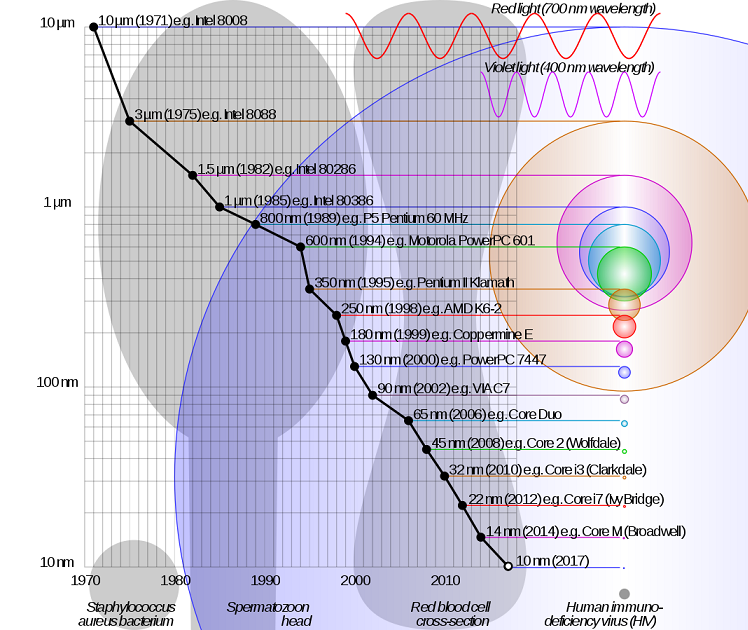 Red light (700 nm wavelength)
10 µm
10 µm (1971) e.g. Intel 8008
Violet light (400 nm wavelength)
3 µm (1975) e.g. Intel 8088
1.5 µm (1982) e.g. Intel 80286
1 µm
1 µm (1985) e.g. Intel 80386
800 nm (1989) e.g. P5 Pentium 60 MHz
600 nm (1994) e.g. Motorola PowerPC 601
350 nm (1995) e.g. Pentium II Klamath
250 nm (1998) e.g. AMD K6-2
180 nm (1999) e.g. Coppermine E
130 nm (2000) e.g. PowerPC 7447
100 nm
90 nm (2002) e.g. VIA C7
65 nm (2006) e.g. Core Duo
45 nm (2008) e.g. Core 2 (Wolfdale)
32 nm (2010) e.g. Core i3 (Clarkdale)
22 nm (2012) e.g. Core i7 (Ivy Bridge)
14 nm (2014) e.g. Core M (Broadwell)
10 nm
10 nm (2017)
1970 1980 1990 2000 2010
Staphylococcus
aureus bacterium
Spermatozoon
head
Red blood cell
cross-section
Human immuno-
deficiency virus (HIV)